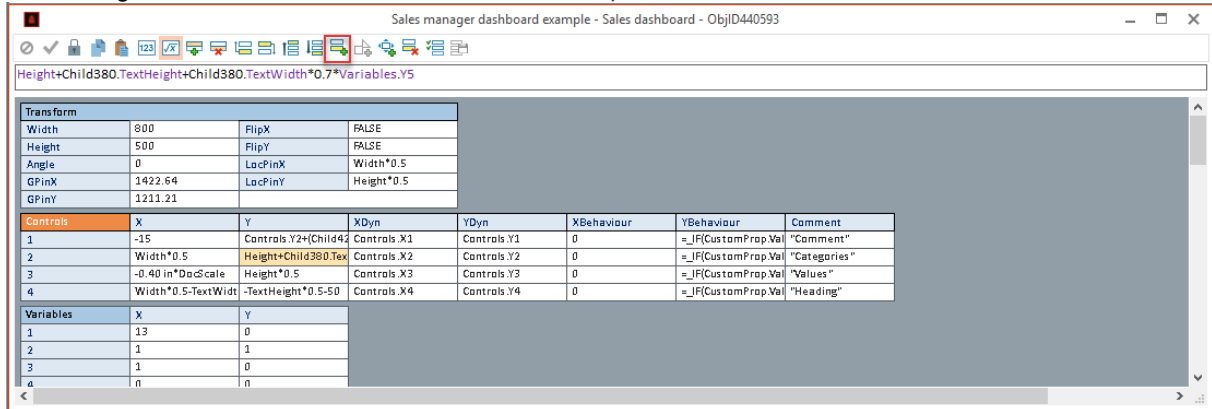 Sales manager dashboard example - Sales dashboard - ObjID440593
123 √x
Height+Child380.TextHeight+Child380.TextWidth*0.7*Variables.Y5
Transform
Width 800 FlipX FALSE
Height 500 FlipY FALSE
Angle 0 LocPinX Width*0.5
GPinX 1422.64 LocPinY Height*0.5
GPinY 1211.21
Controls X Y XDyn YDyn XBehaviour YBehaviour Comment
1 -15 Controls.Y2+(Child42 Controls.X1 Controls.Y1 0 =_IF(CustomProp.Val "Comment"
2 Width*0.5 Height+Child380.Tex Controls.X2 Controls.Y2 0 =_IF(CustomProp.Val "Categories"
3 -0.40 in*DocScale Height*0.5 Controls.X3 Controls.Y3 0 =_IF(CustomProp.Val "Values"
4 Width*0.5-TextWidt -TextHeight*0.5-50 Controls.X4 Controls.Y4 0 =_IF(CustomProp.Val "Heading"
Variables X Y
1 13 0
2 1 1
3 1 0
4 0 0